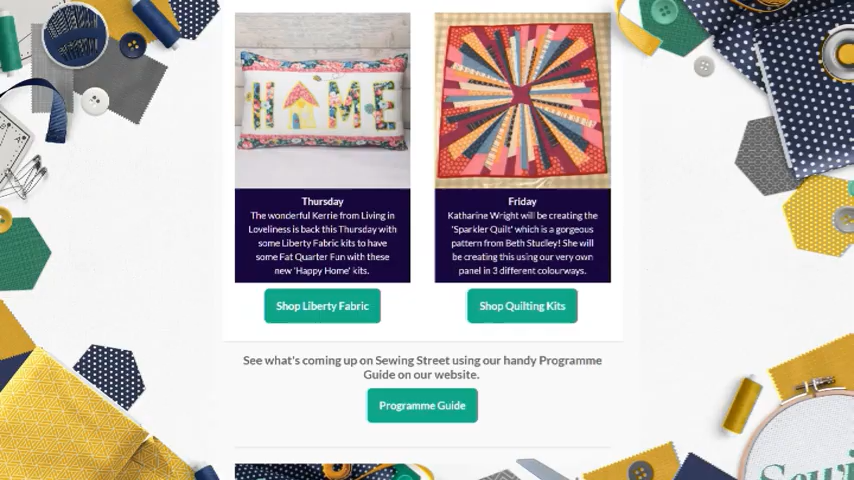 HOME
Thursday
The wonderful Kerrie from Living in
Loveliness is back this Thursday with
some Liberty Fabric kits to have
some Fat Quarter Fun with these
new 'Happy Home' kits.
Shop Liberty Fabric
Friday
Katharine Wright will be creating the
'Sparkler Quilt' which is a gorgeous
pattern from Beth Studley! She will
be creating this using our very own
panel in 3 different colourways.
Shop Quilting Kits
See what's coming up on Sewing Street using our handy Programme
Guide on our website.
Programme Guide
Sewi